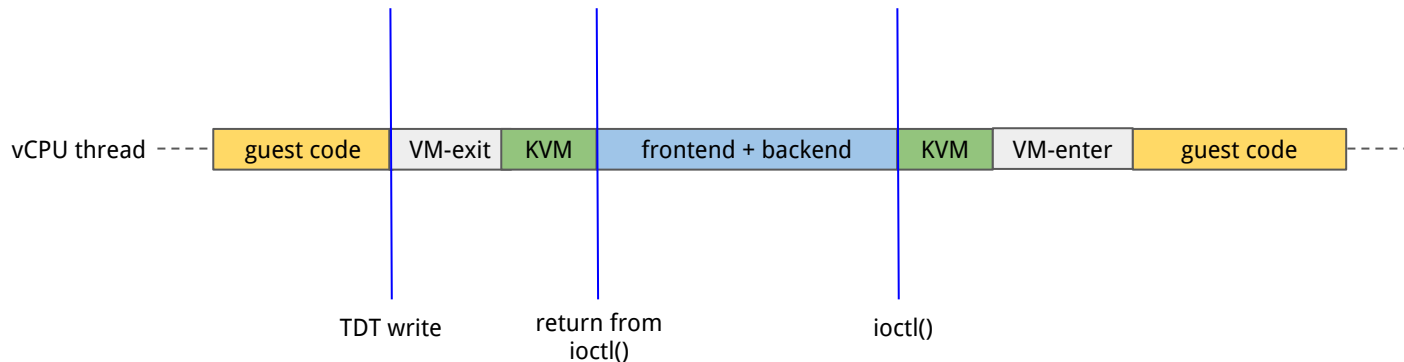 vCPU thread
guest code
VM-exit
KVM
frontend + backend
KVM
VM-enter
guest code
TDT write
return from
ioctl()
ioctl()